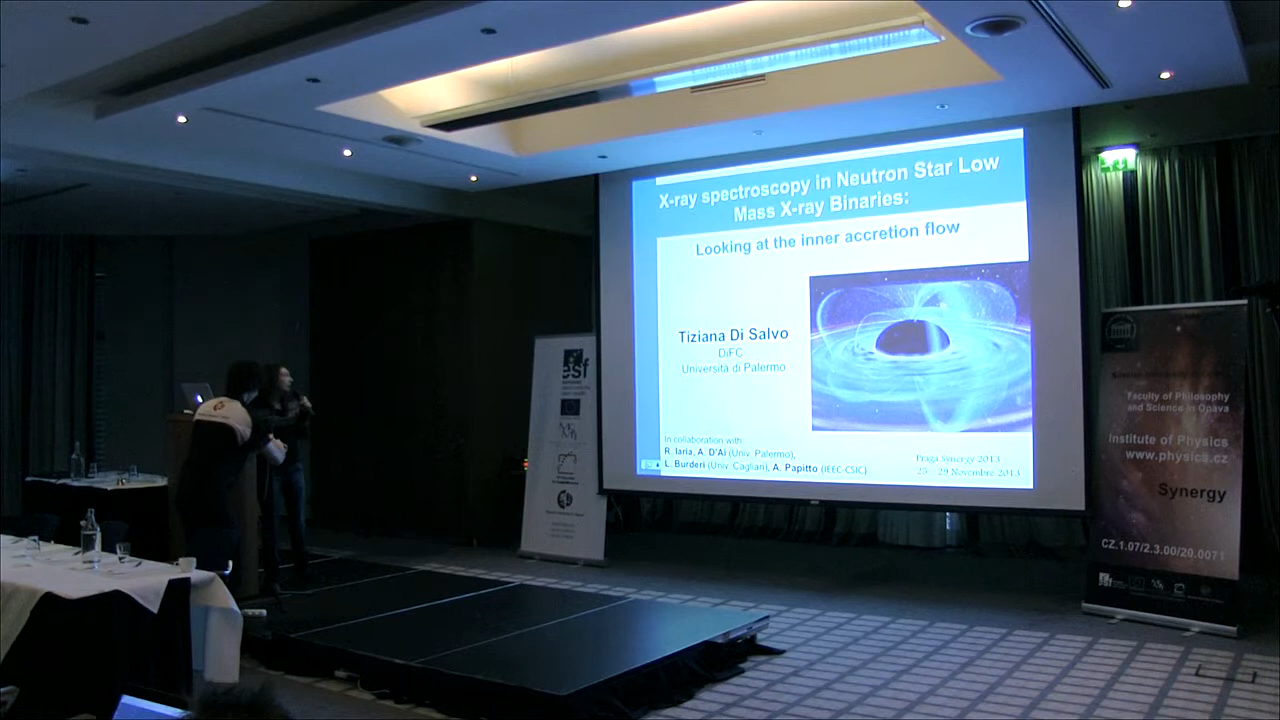 X-ray spectroscopy in Neutron Star Low
Mass X-ray Binaries:
Looking at the inner accretion flow
Tiziana Di Salvo
DiFC
Università di Palermo
In collaboration with:
R. Iaria, A. D'Aì (Univ. Palermo),
L. Burderi (Univ. Cagliari), A. Papitto (IEEC-CSIC)
Praga Synergy 2013
25 - 29 Novembre 2013
esf
Faculty of Philosophy
and Science in Opava
Institute of Physics
www.physics.cz
Synergy
CZ.1.07/2.3.00/20.0071
esf